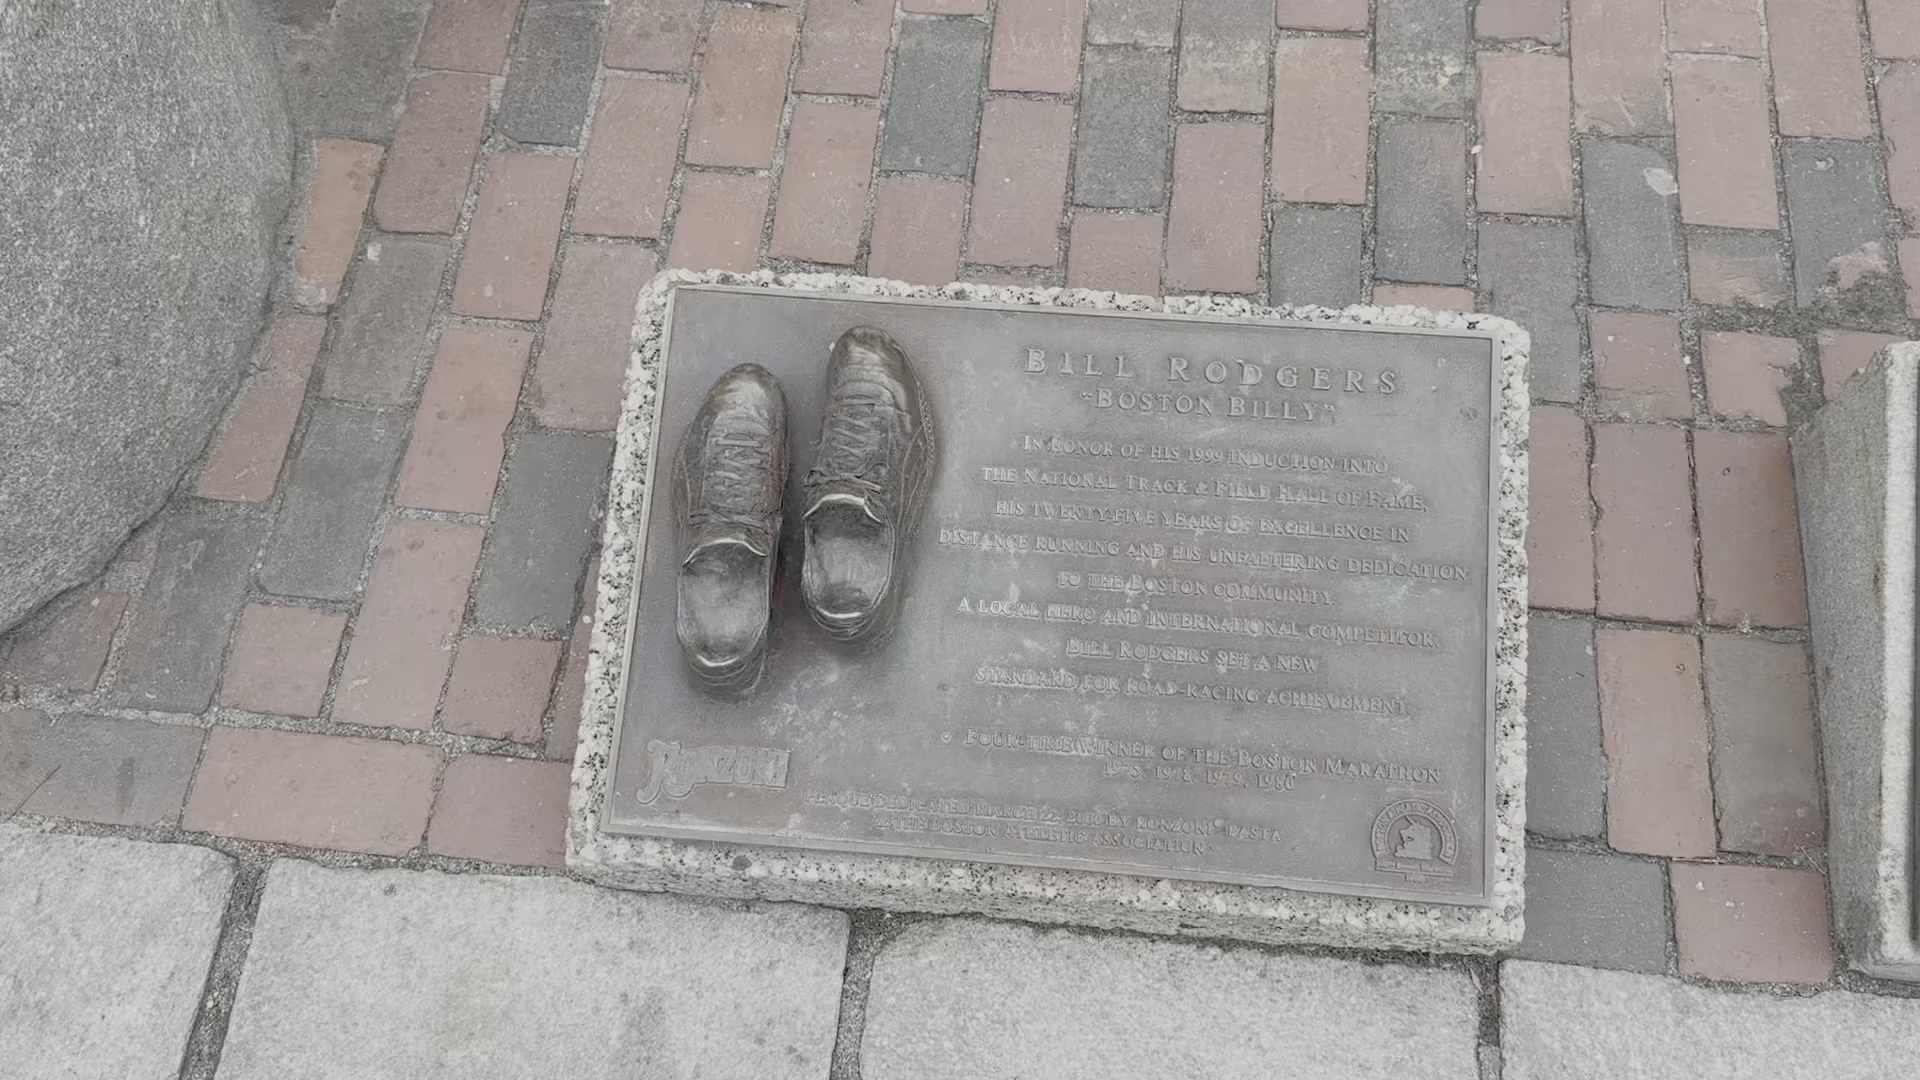 BILL RODGERS
"BOSTON BILLY"
IN HONOR OF HIS 1999 INDUCTION INTO
THE NATIONAL TRACK & FIELD HALL OF FAME,
HIS TWENTY-FIVE YEARS OF EXCELLENCE IN
DISTANCE RUNNING AND HIS UNFALTERING DEDICATION
TO THE BOSTON COMMUNITY.
A LOCAL HERO AND INTERNATIONAL COMPETITOR,
BILL RODGERS SET A NEW
STANDARD FOR ROAD-RACING ACHIEVEMENT.
FOUR-TIME WINNER OF THE BOSTON MARATHON
1975, 1978, 1979, 1980
RONZONI
PLAQUE DEDICATED MARCH 22, 2000 BY RONZONI® PASTA
& THE BOSTON ATHLETIC ASSOCIATION